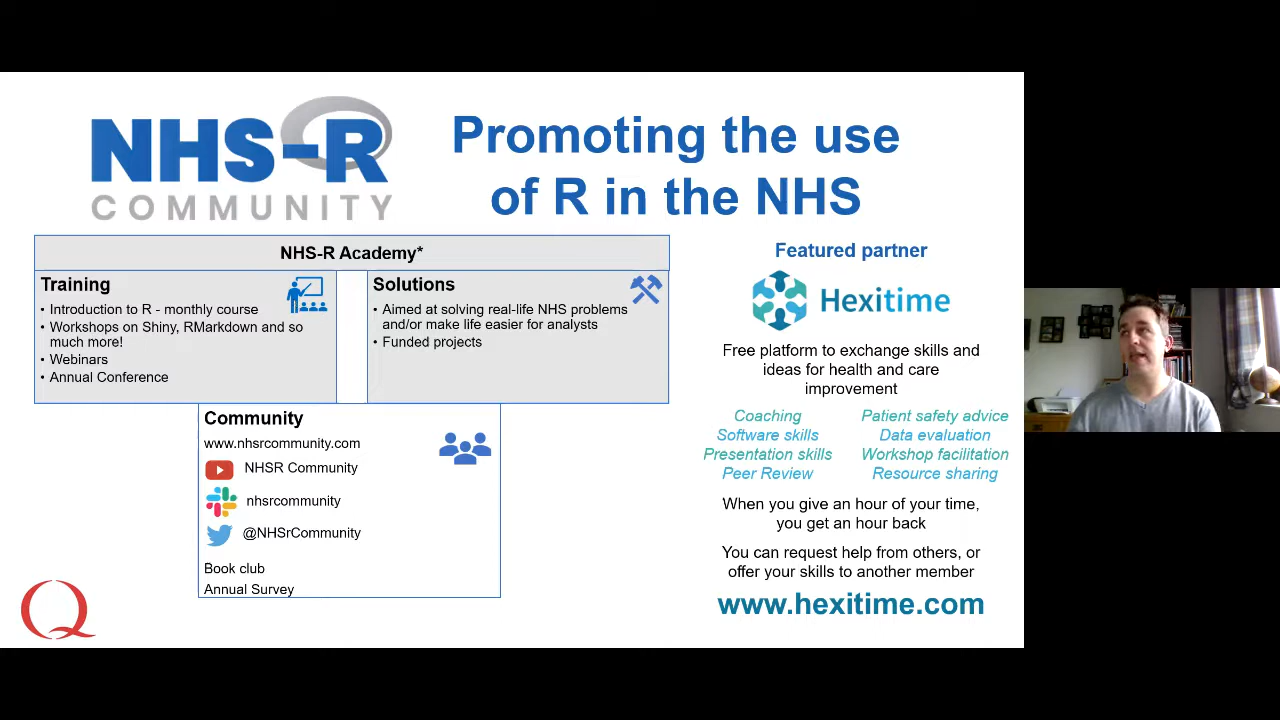 NHS-R
COMMUNITY
Promoting the use
of R in the NHS
NHS-R Academy*
Training
• Introduction to R - monthly course
• Workshops on Shiny, RMarkdown and so
much more!
• Webinars
• Annual Conference
Solutions
• Aimed at solving real-life NHS problems
and/or make life easier for analysts
• Funded projects
Community
www.nhsrcommunity.com
NHSR Community
nhsrcommunity
@NHSrCommunity
Book club
Annual Survey
Q
Featured partner
Hexitime
Free platform to exchange skills and
ideas for health and care
improvement
Coaching
Software skills
Presentation skills
Peer Review
Patient safety advice
Data evaluation
Workshop facilitation
Resource sharing
When you give an hour of your time,
you get an hour back
You can request help from others, or
offer your skills to another member
www.hexitime.com